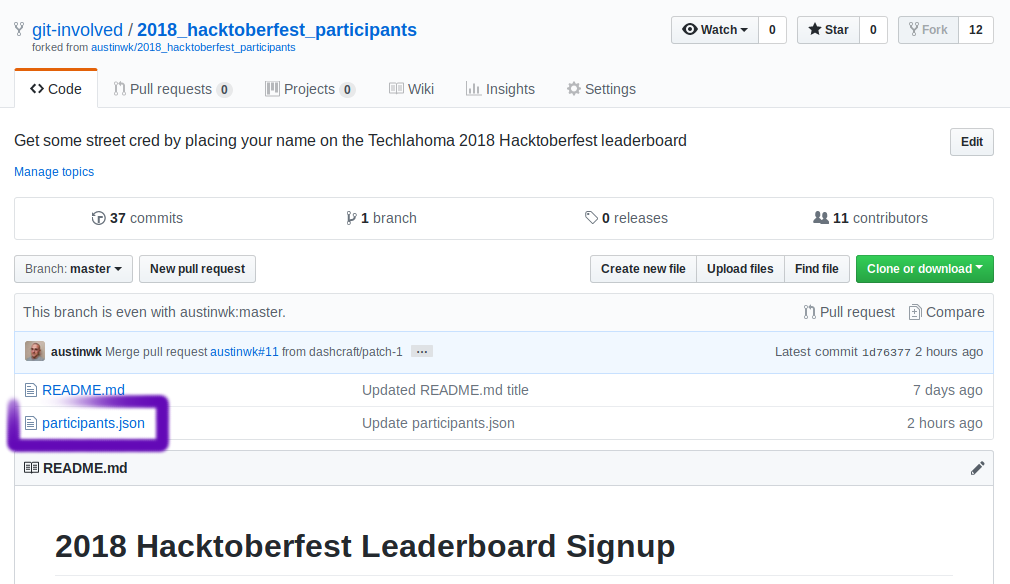 git-involved / 2018_hacktoberfest_participants
forked from austinwk/2018_hacktoberfest_participants
Watch 0 Star 0 Fork 12
Code Pull requests 0 Projects 0 Wiki Insights Settings
Get some street cred by placing your name on the Techlahoma 2018 Hacktoberfest leaderboard
Edit
Manage topics
37 commits 1 branch 0 releases 11 contributors
Branch: master New pull request Create new file Upload files Find file Clone or download
This branch is even with austinwk:master. Pull request Compare
austinwk Merge pull request austinwk#11 from dashcraft/patch-1 ... Latest commit 1d76377 2 hours ago
README.md Updated README.md title 7 days ago
participants.json Update participants.json 2 hours ago
README.md
2018 Hacktoberfest Leaderboard Signup